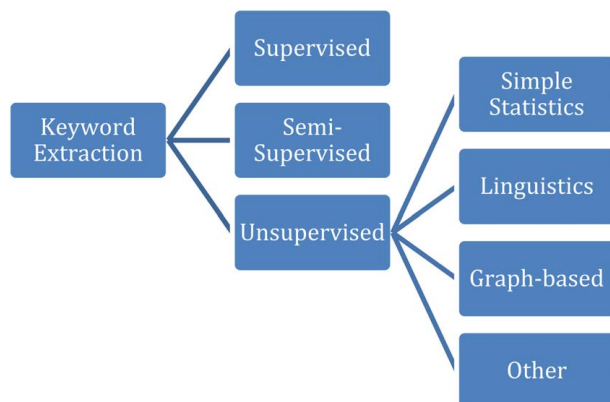 Keyword
Extraction
Supervised
Semi-
Supervised
Unsupervised
Simple
Statistics
Linguistics
Graph-based
Other